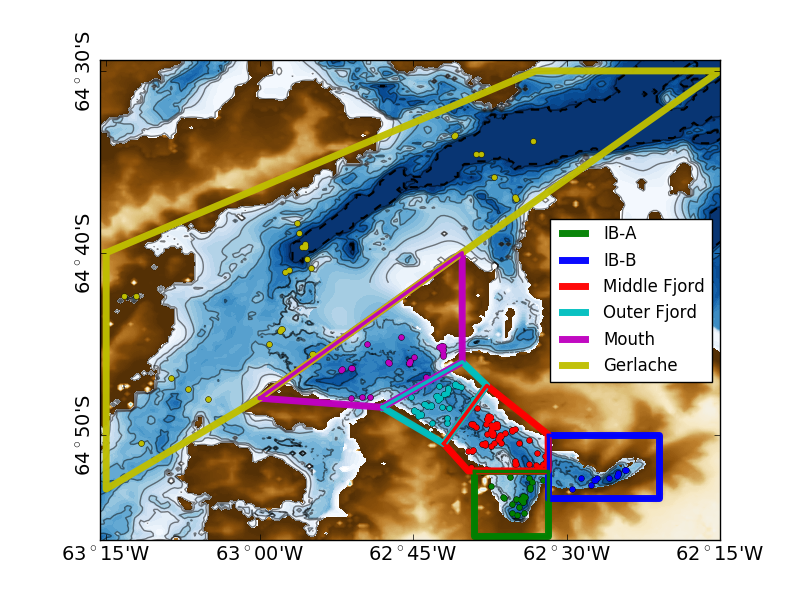 64°30'S
64°40'S
64°50'S
IB-A
IB-B
Middle Fjord
Outer Fjord
Mouth
Gerlache
63°15'W 63°00'W 62°45'W 62°30'W 62°15'W